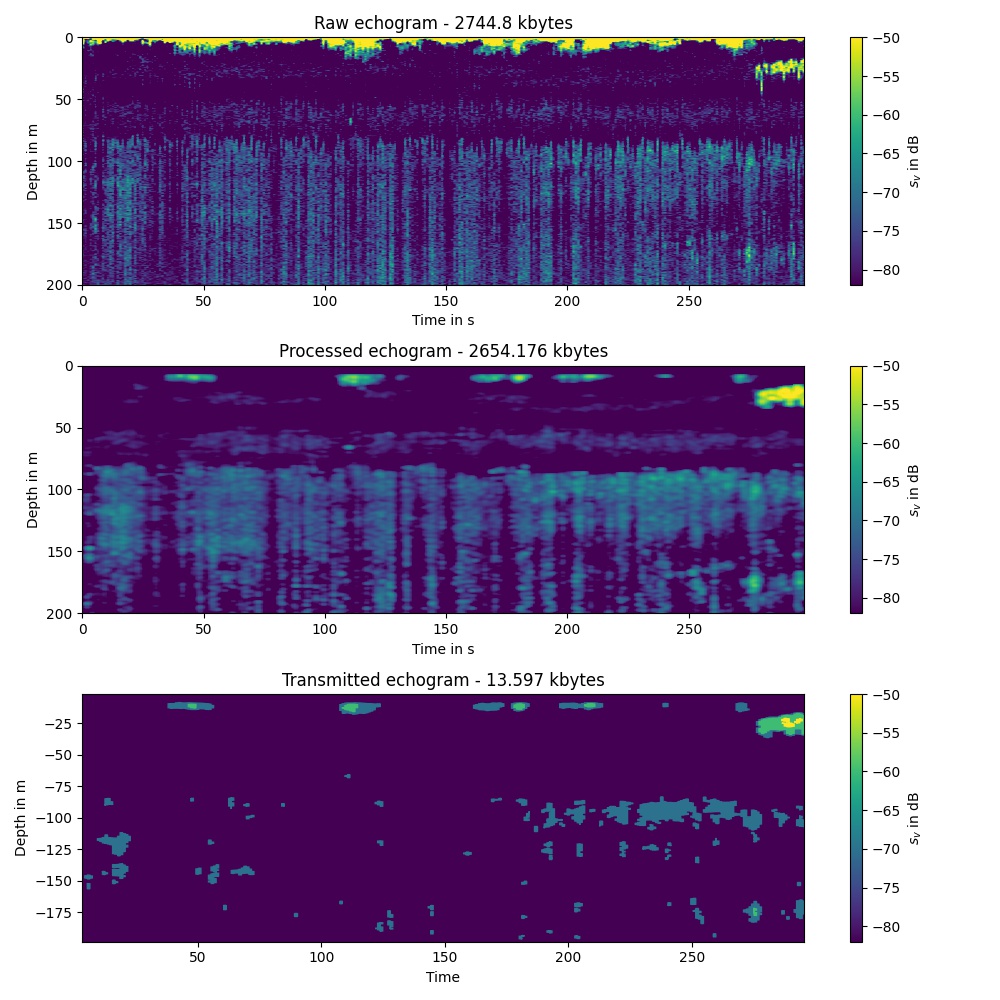 Raw echogram - 2744.8 kbytes
0
50
100
150
200
Depth in m
0 50 100 150 200 250
Time in s
−50
−55
−60
−65
−70
−75
−80
sv in dB
Processed echogram - 2654.176 kbytes
0
50
100
150
200
Depth in m
0 50 100 150 200 250
Time in s
−50
−55
−60
−65
−70
−75
−80
sv in dB
Transmitted echogram - 13.597 kbytes
−25
−50
−75
−100
−125
−150
−175
Depth in m
50 100 150 200 250
Time
−50
−55
−60
−65
−70
−75
−80
sv in dB